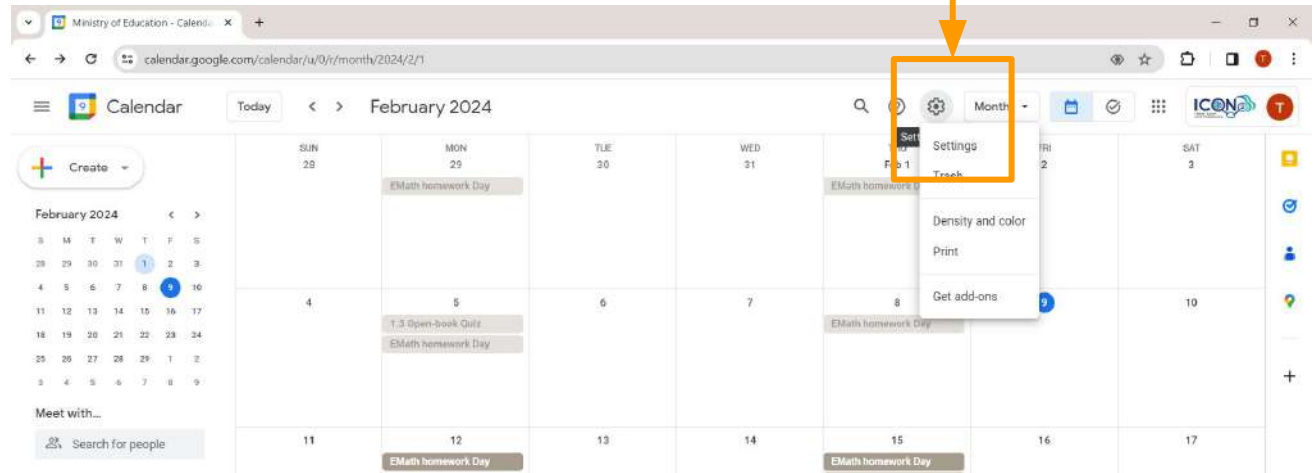 Ministry of Education - Calenda
calendar.google.com/calendar/u/0/r/month/2024/2/1
T
9 Calendar
Today
February 2024
Month
ICON
T
Create
SUN MON TUE WED FRI SAT
28 29 30 31 Feb 1 2 3
Settings
Trash
Density and color
Print
Get add-ons
EMath homework Day
EMath homework D
February 2024
S M T W T F S
28 29 30 31 1 2 3
4 5 6 7 8 9 10
11 12 13 14 15 16 17
18 19 20 21 22 23 24
25 26 27 28 29 1 2
3 4 5 6 7 8 9
4 5 6 7 8 9 10
1.3 Open-book Quiz
EMath homework Day
EMath homework Day
Meet with...
Search for people
11 12 13 14 15 16 17
EMath homework Day
EMath homework Day